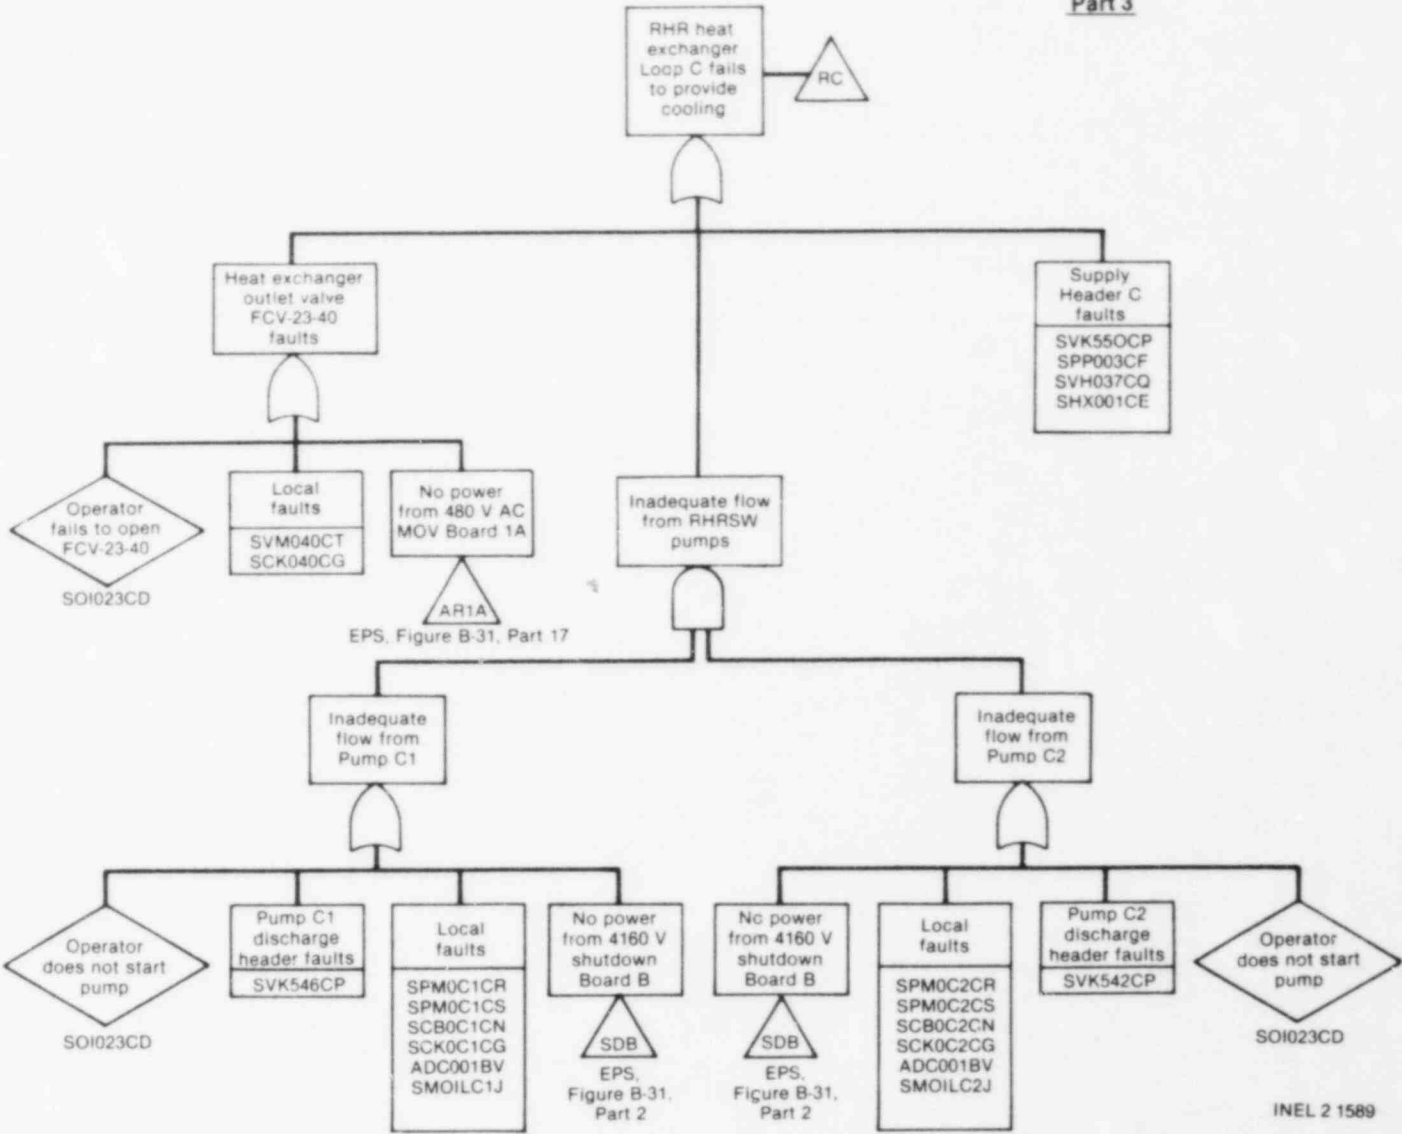 Part 3
RHR heat
exchanger
Loop C fails
to provide
cooling
RC
Heat exchanger
outlet valve
FCV-23-40
faults
Supply
Header C
faults
SVK55OCP
SPP003CF
SVH037CQ
SHX001CE
Operator
fails to open
FCV-23-40
SOI023CD
Local
faults
SVM040CT
SCK040CG
No power
from 480 V AC
MOV Board 1A
AR1A
EPS, Figure B-31, Part 17
Inadequate flow
from RHRSW
pumps
Inadequate
flow from
Pump C1
Inadequate
flow from
Pump C2
Operator
does not start
pump
SOI023CD
Pump C1
discharge
header faults
SVK546CP
Local
faults
SPM0C1CR
SPM0C1CS
SCB0C1CN
SCK0C1CG
ADC001BV
SMOILC1J
No power
from 4160 V
shutdown
Board B
SDB
EPS,
Figure B-31,
Part 2
No power
from 4160 V
shutdown
Board B
SDB
EPS,
Figure B-31,
Part 2
Local
faults
SPM0C2CR
SPM0C2CS
SCB0C2CN
SCK0C2CG
ADC001BV
SMOILC2J
Pump C2
discharge
header faults
SVK542CP
Operator
does not start
pump
SOI023CD
INEL 2 1589